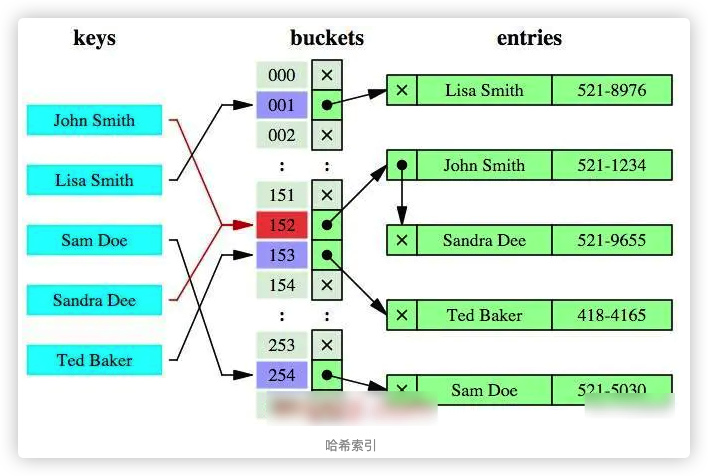 keys buckets entries
000
001 Lisa Smith 521-8976
John Smith
002
: :
John Smith 521-1234
Lisa Smith
151
152
Sam Doe Sandra Dee 521-9655
153
154
Sandra Dee
: : Ted Baker 418-4165
253
Ted Baker
254
Sam Doe 521-5030
哈希索引